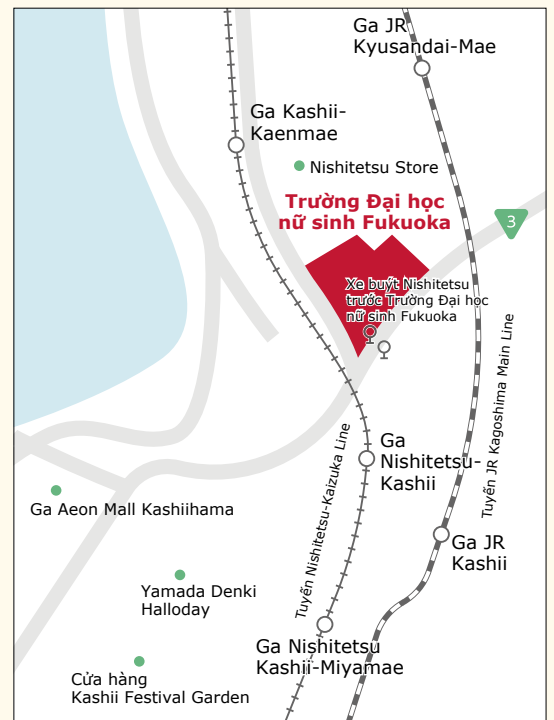 Ga JR
Kyusandai-Mae
Ga Kashii-
Kaenmae
Nishitetsu Store
Trường Đại học
nữ sinh Fukuoka
3
Xe buýt Nishitetsu
trước Trường Đại học
nữ sinh Fukuoka
Tuyến JR Kagoshima Main Line
Ga
Nishitetsu-
Kashii
Tuyến Nishitetsu-Kaizuka Line
Ga Aeon Mall Kashiihama
Ga JR
Kashii
Yamada Denki
Halloday
Ga Nishitetsu
Kashii-Miyamae
Cửa hàng
Kashii Festival Garden